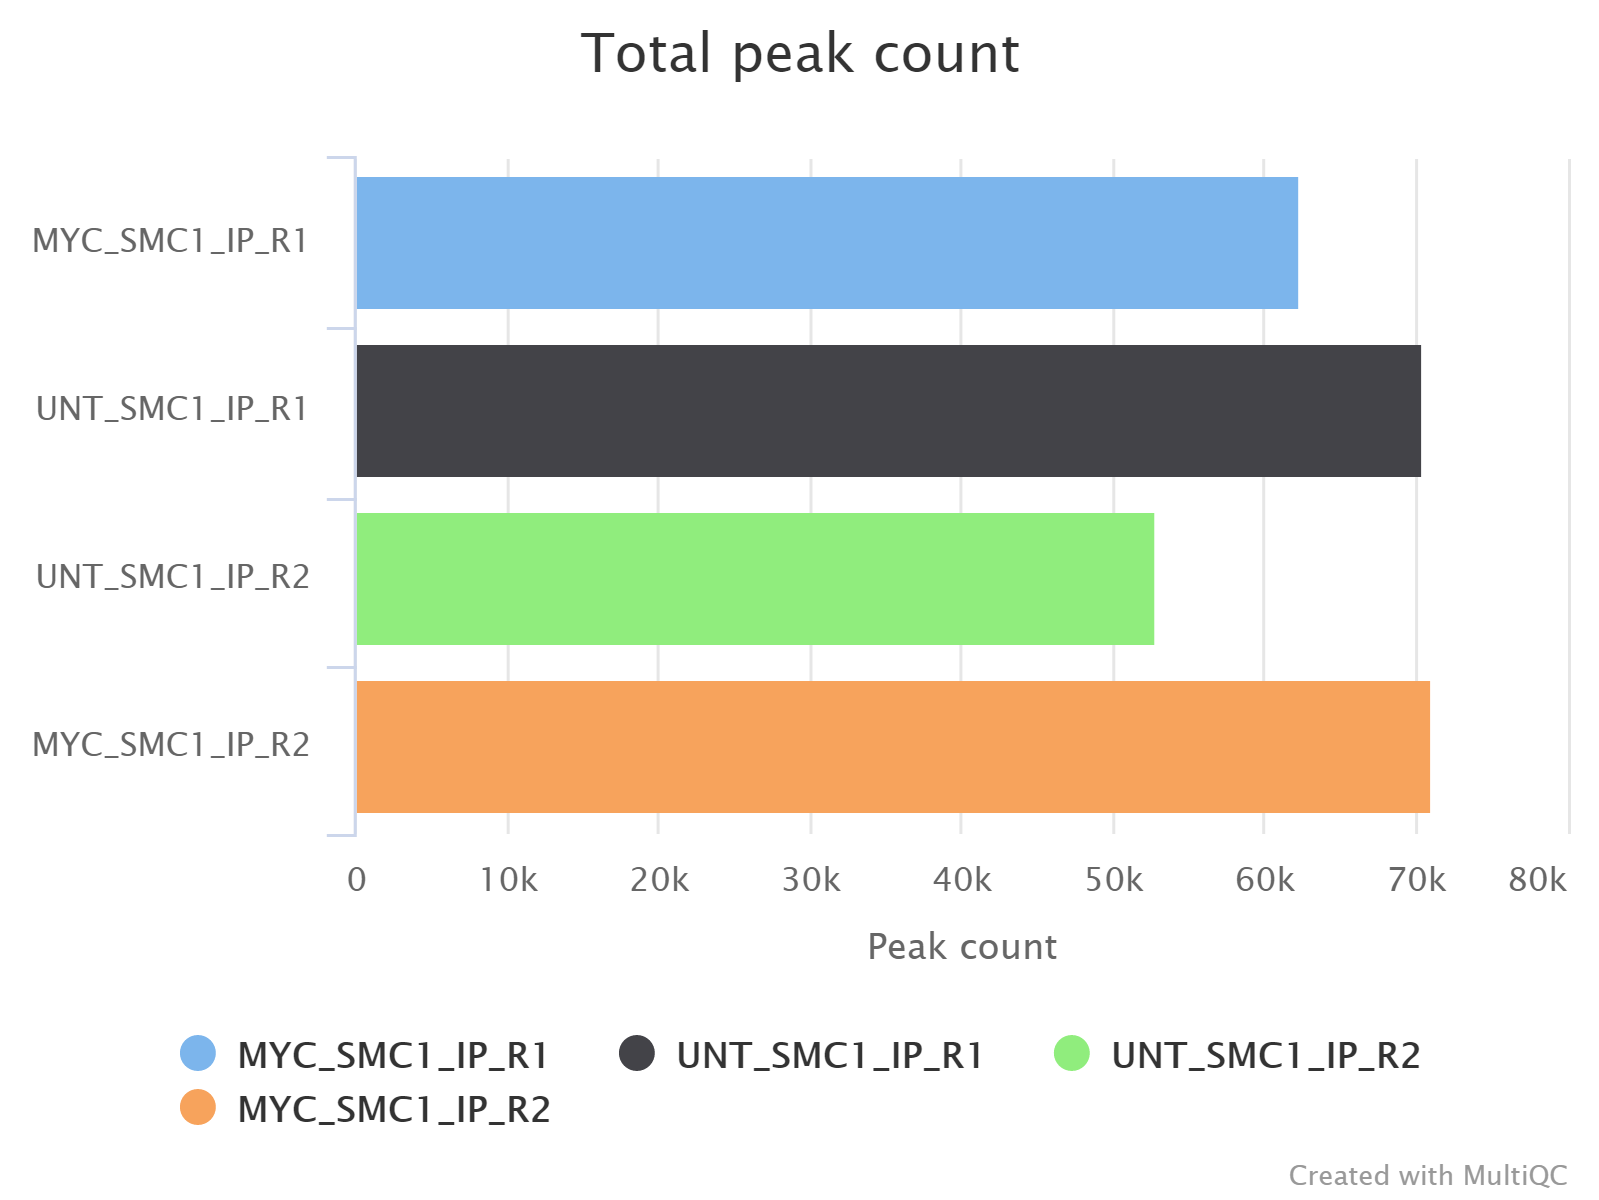 Total peak count
MYC_SMC1_IP_R1
UNT_SMC1_IP_R1
UNT_SMC1_IP_R2
MYC_SMC1_IP_R2
0 10k 20k 30k 40k 50k 60k 70k 80k
Peak count
MYC_SMC1_IP_R1 UNT_SMC1_IP_R1 UNT_SMC1_IP_R2
MYC_SMC1_IP_R2
Created with MultiQC